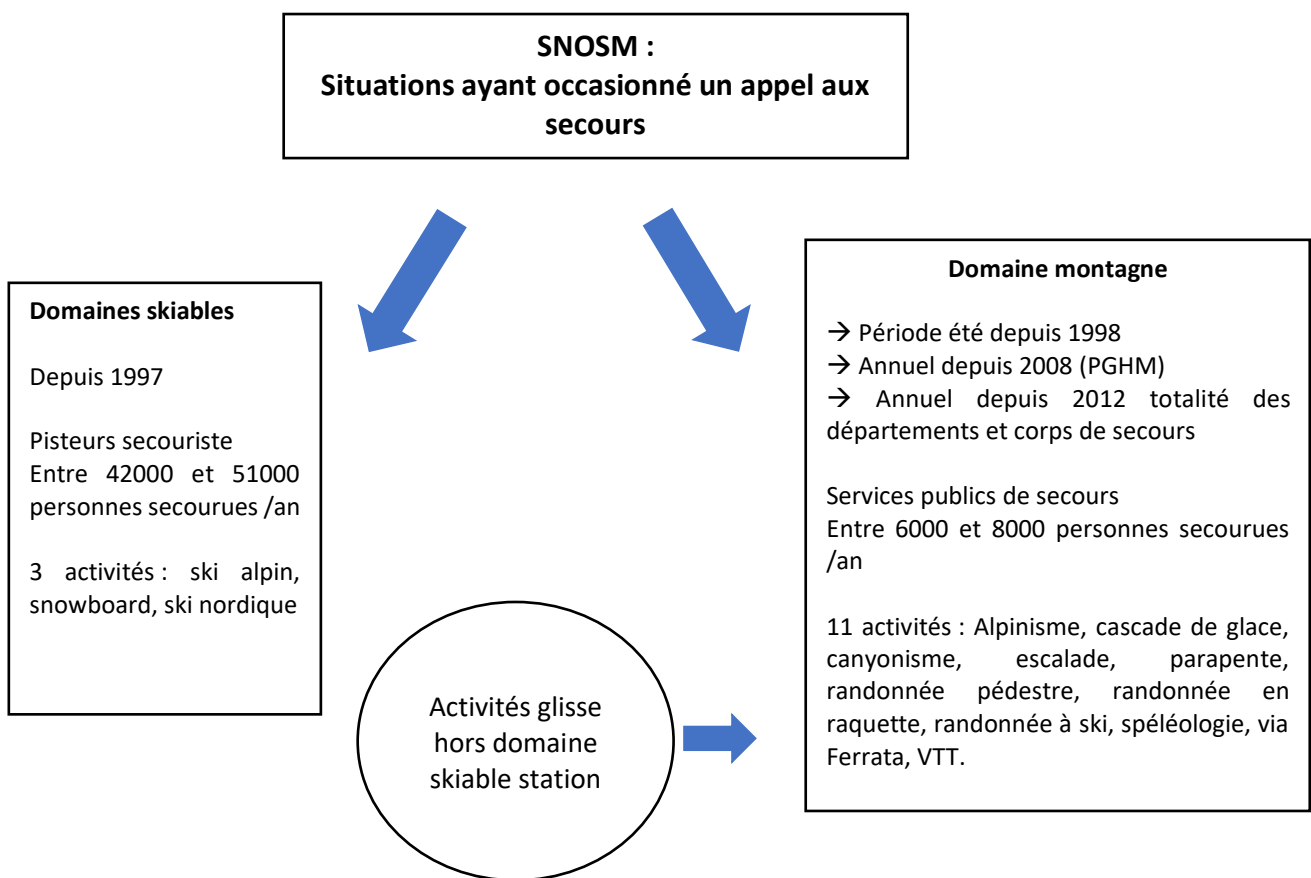 SNOSM :
Situations ayant occasionné un appel aux
secours
Domaines skiables
Depuis 1997
Pisteurs secouriste
Entre 42000 et 51000
personnes secourues /an
3 activités : ski alpin,
snowboard, ski nordique
Activités glisse
hors domaine
skiable station
Domaine montagne
→ Période été depuis 1998
→ Annuel depuis 2008 (PGHM)
→ Annuel depuis 2012 totalité des
départements et corps de secours
Services publics de secours
Entre 6000 et 8000 personnes secourues
/an
11 activités : Alpinisme, cascade de glace,
canyonisme, escalade, parapente,
randonnée pédestre, randonnée en
raquette, randonnée à ski, spéléologie, via
Ferrata, VTT.